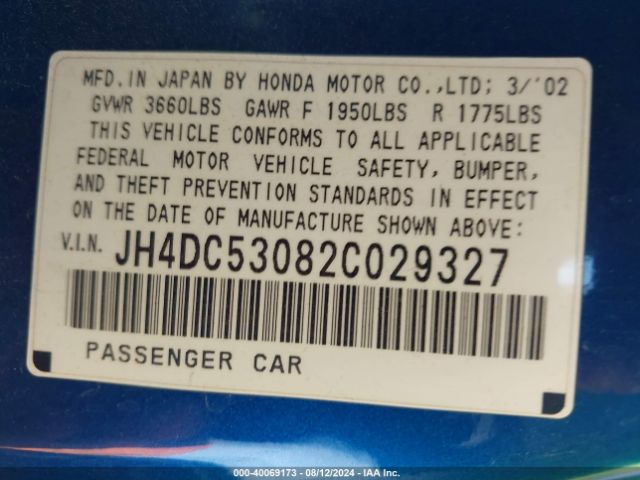 MFD.IN JAPAN BY HONDA MOTOR CO.,LTD; 3/'02
GVWR 3660LBS GAWR F 1950LBS R 1775LBS
THIS VEHICLE CONFORMS TO ALL APPLICABLE
FEDERAL MOTOR VEHICLE SAFETY, BUMPER,
AND THEFT PREVENTION STANDARDS IN EFFECT
ON THE DATE OF MANUFACTURE SHOWN ABOVE:
V.I.N. JH4DC53082C029327
PASSENGER CAR
000-40069173 - 08/12/2024 - IAA Inc.